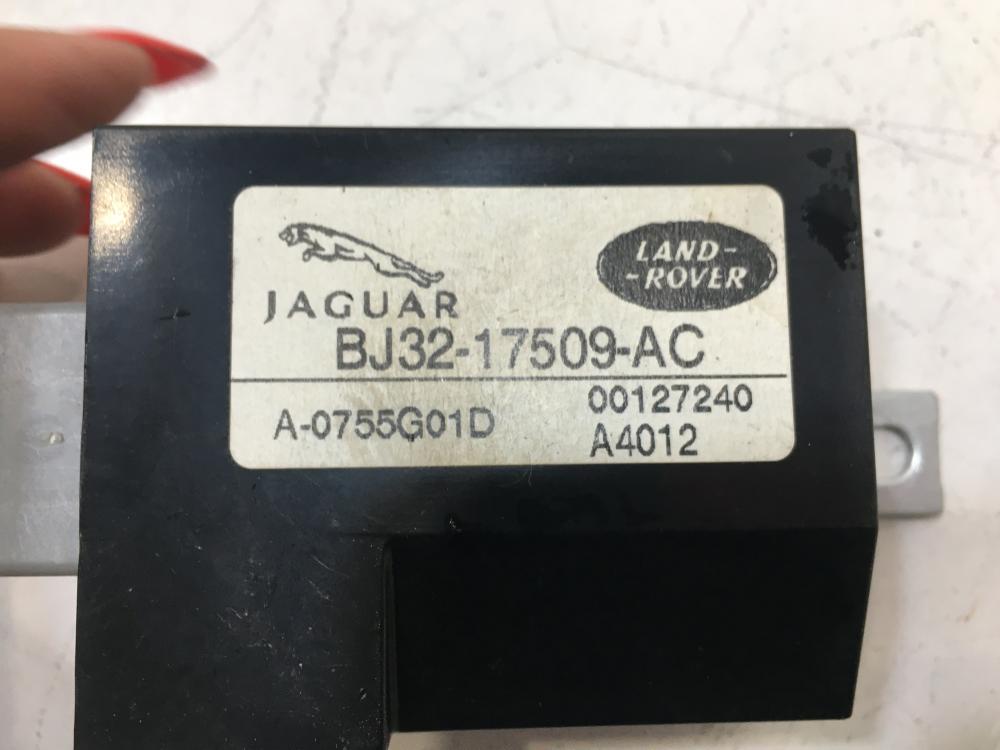 JAGUAR
LAND-
-ROVER
BJ32-17509-AC
A-0755G01D
00127240
A4012